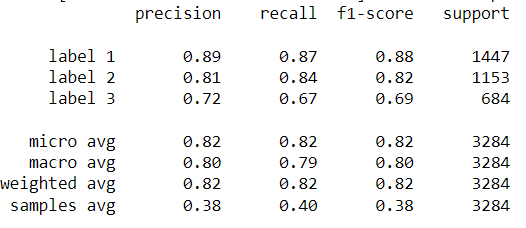 precision recall f1-score support
label 1 0.89 0.87 0.88 1447
label 2 0.81 0.84 0.82 1153
label 3 0.72 0.67 0.69 684
micro avg 0.82 0.82 0.82 3284
macro avg 0.80 0.79 0.80 3284
weighted avg 0.82 0.82 0.82 3284
samples avg 0.38 0.40 0.38 3284